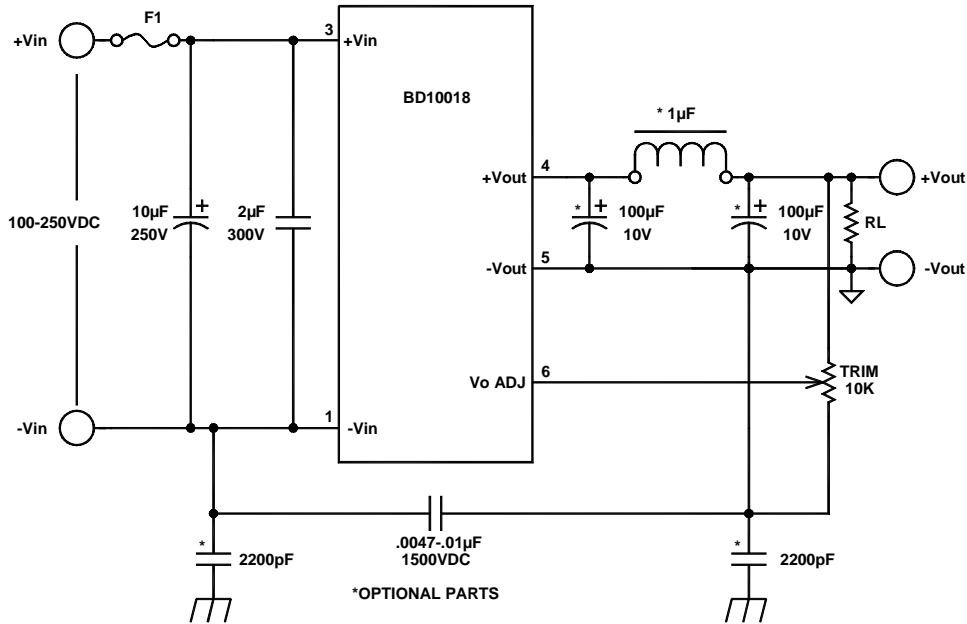 F1
+Vin
3
+Vin
BD10018
* 1µF
4
+Vout
+Vout
100-250VDC
10µF
250V
+
2µF
300V
*
+
100µF
10V
*
+
100µF
10V
RL
5
-Vout
-Vout
Vo ADJ
6
TRIM
10K
-Vin
1
-Vin
.0047-.01µF
1500VDC
*
2200pF
*
2200pF
*OPTIONAL PARTS